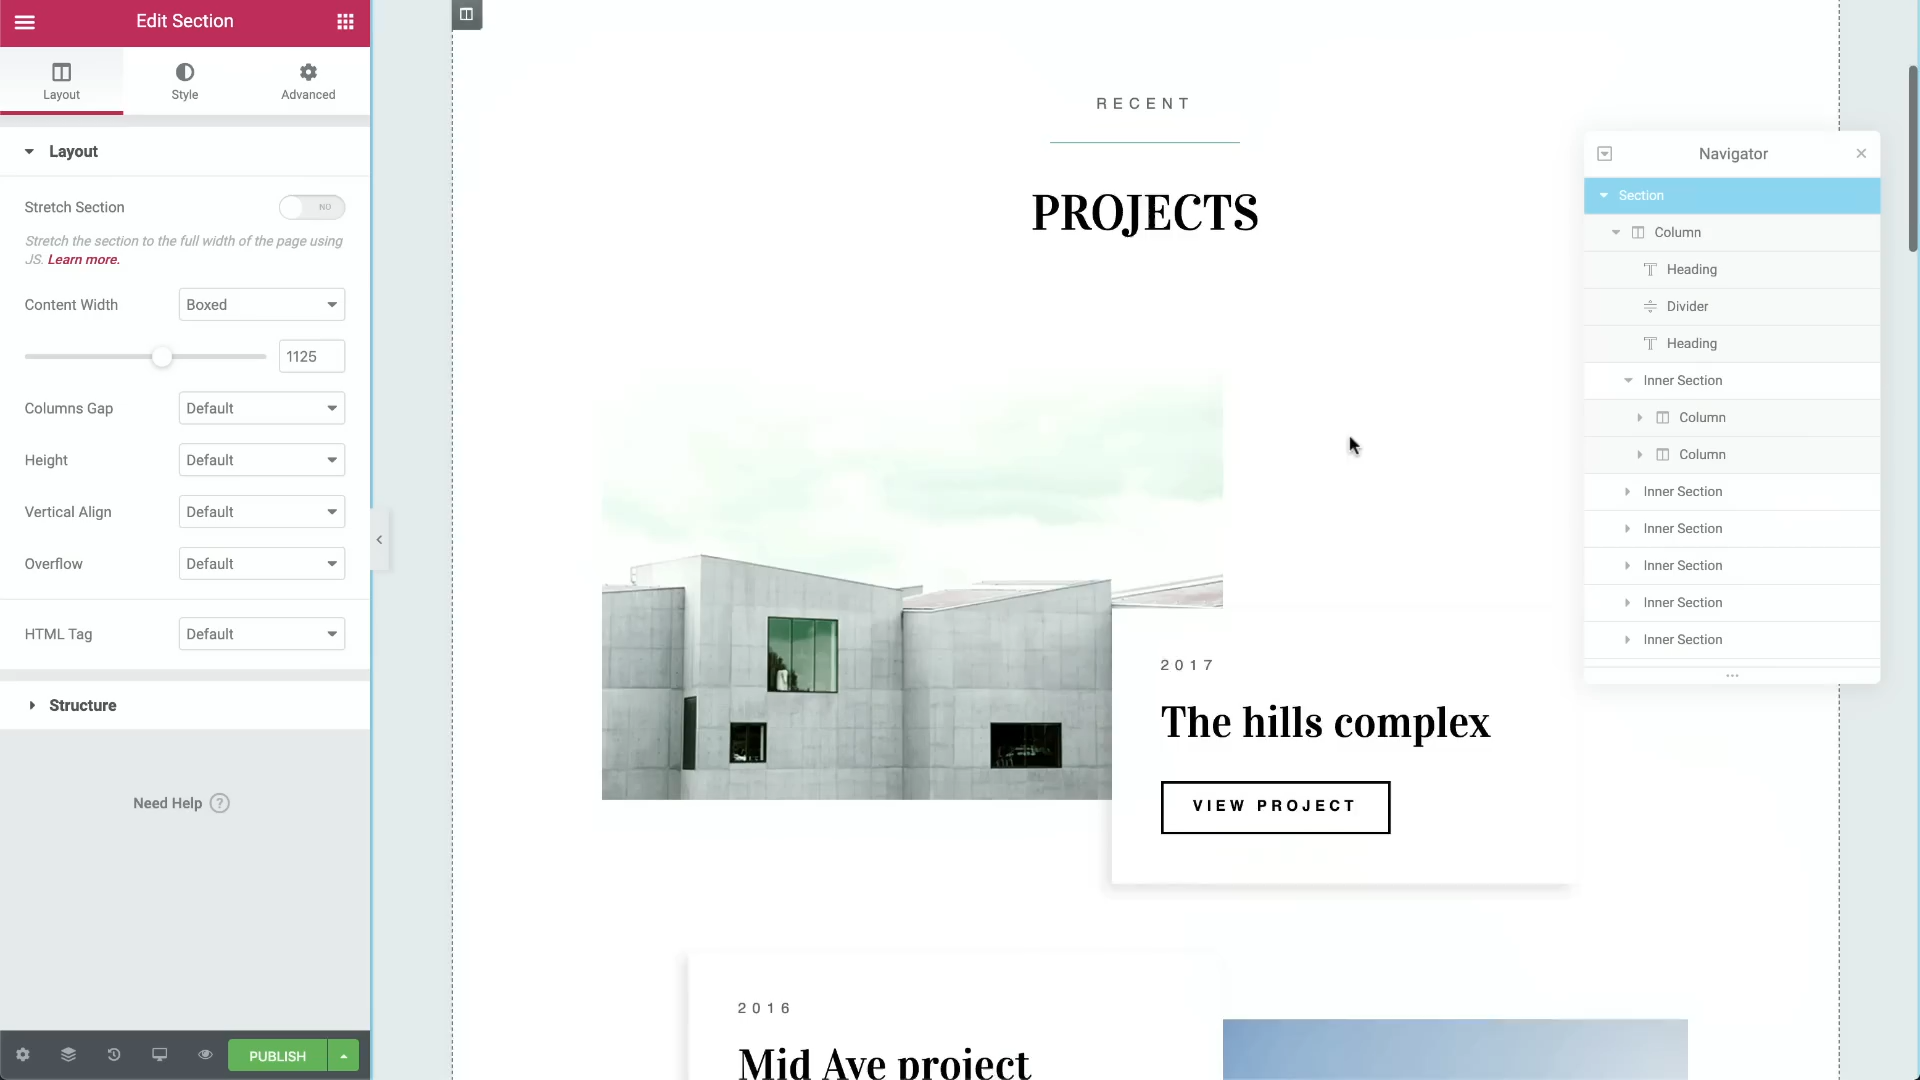 Edit Section
Layout
Style
Advanced
Layout
Stretch Section
NO
Stretch the section to the full width of the page using
JS. Learn more.
Content Width
Boxed
1125
Columns Gap
Default
Height
Default
Vertical Align
Default
Overflow
Default
HTML Tag
Default
Structure
Need Help ?
PUBLISH
RECENT
PROJECTS
2017
The hills complex
VIEW PROJECT
2016
Mid Ave project
Navigator
Section
Column
Heading
Divider
Heading
Inner Section
Column
Column
Inner Section
Inner Section
Inner Section
Inner Section
Inner Section